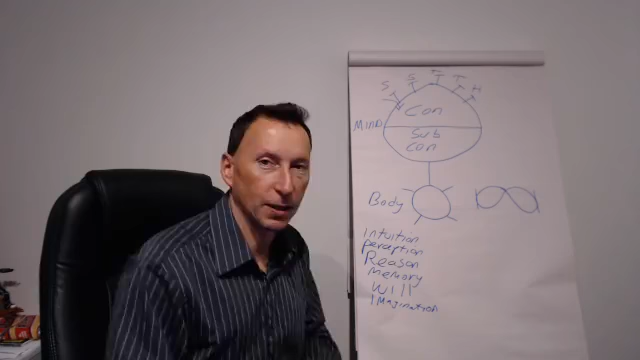 S S T T H
Con
MIND
Sub
Con
Body
Intuition
Perception
Reason
Memory
Will
Imagination